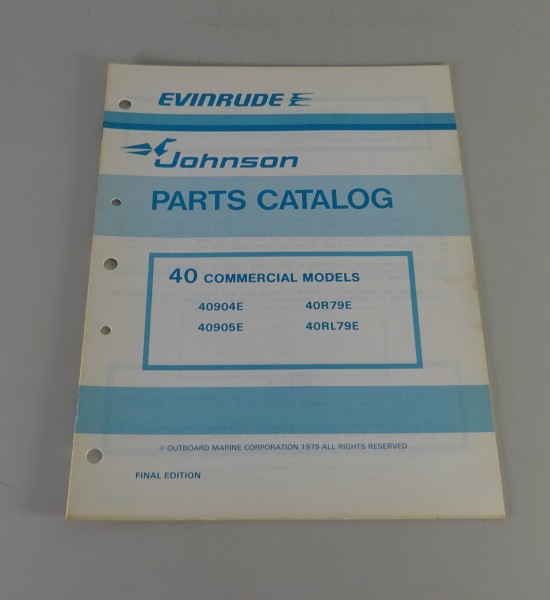 EVINRUDE
Johnson
PARTS CATALOG
40 COMMERCIAL MODELS
40904E 40R79E
40905E 40RL79E
© OUTBOARD MARINE CORPORATION 1979 ALL RIGHTS RESERVED
FINAL EDITION